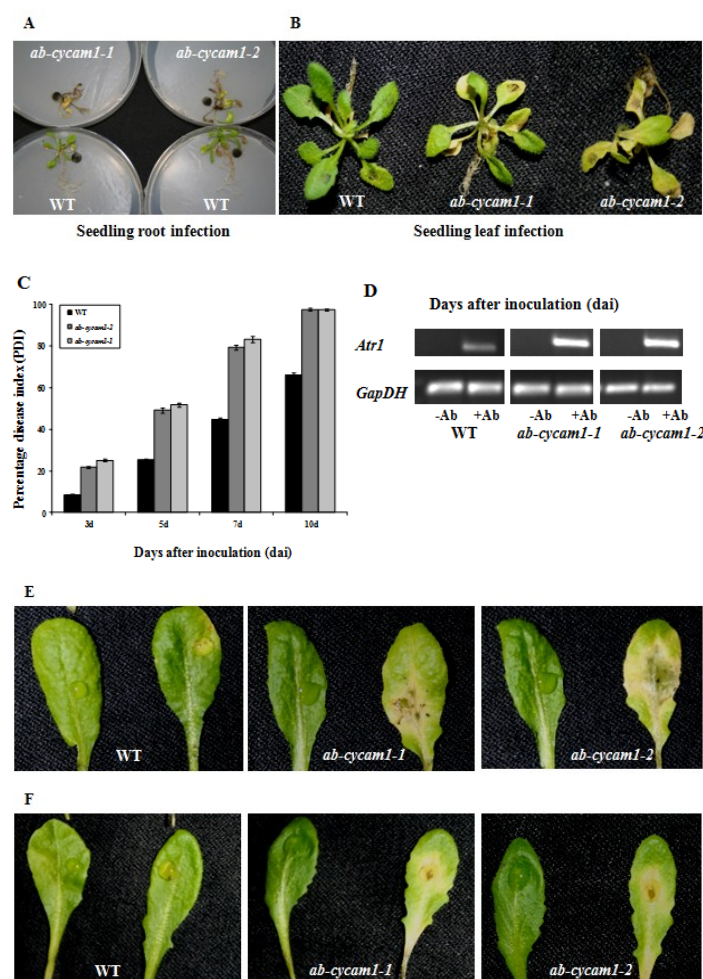 A
B
ab-cycam1-1
ab-cycam1-2
WT
WT
WT
ab-cycam1-1
ab-cycam1-2
Seedling root infection
Seedling leaf infection
C
Percentage disease index (PDI)
100
80
60
40
20
0
WT
ab-cycam1-2
ab-cycam1-1
3d
5d
7d
10d
Days after inoculation (dai)
D
Days after inoculation (dai)
Atr1
GapDH
-Ab +Ab -Ab +Ab -Ab +Ab
WT ab-cycam1-1 ab-cycam1-2
E
WT
ab-cycam1-1
ab-cycam1-2
F
WT
ab-cycam1-1
ab-cycam1-2